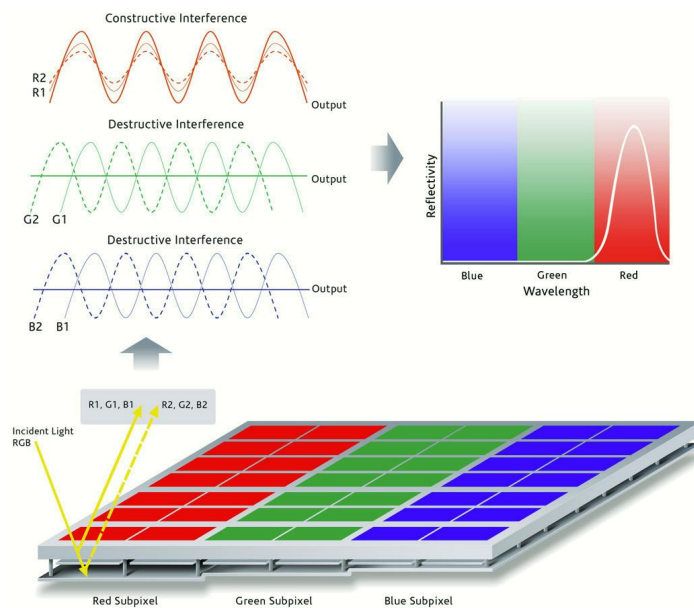 Constructive Interference
R2
R1
Output
Destructive Interference
Output
G2 G1
Destructive Interference
Output
B2 B1
Reflectivity
Blue Green Red
Wavelength
R1, G1, B1 R2, G2, B2
Incident Light
RGB
Red Subpixel Green Subpixel Blue Subpixel